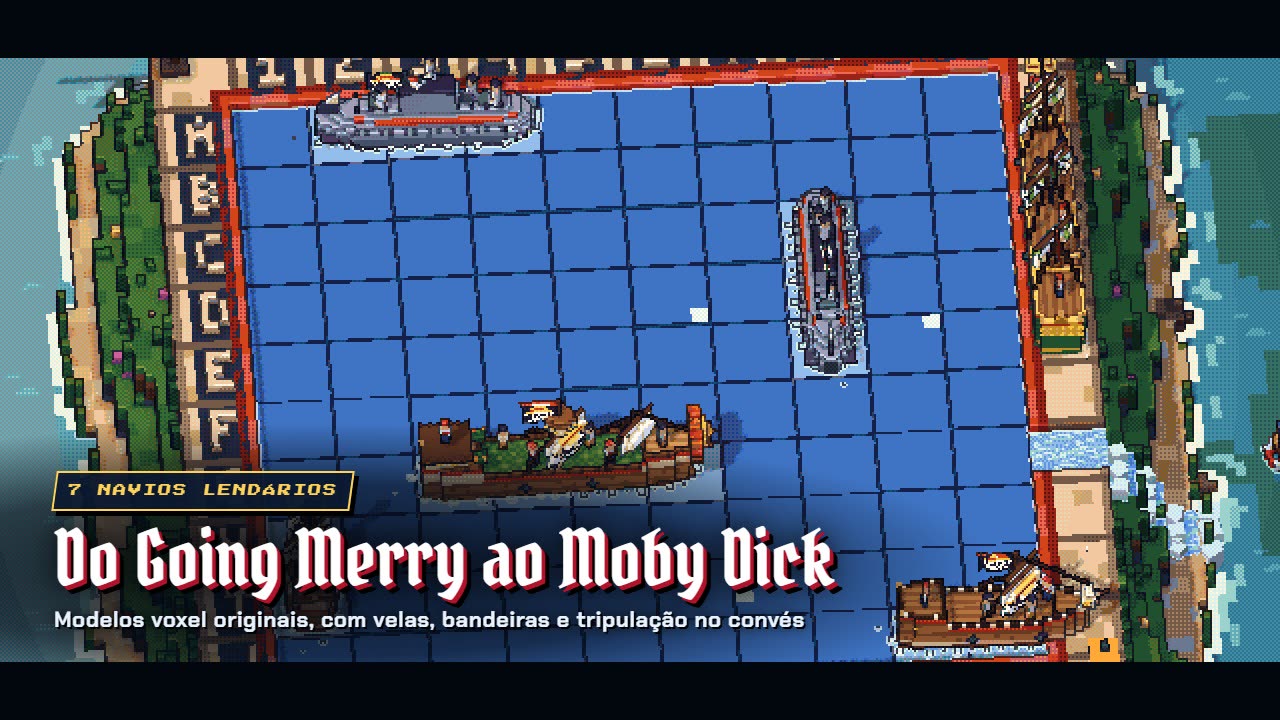 A
B
C
D
E
F
7 NAVIOS LENDÁRIOS
Do Going Merry ao Moby Dick
Modelos voxel originais, com velas, bandeiras e tripulação no convés